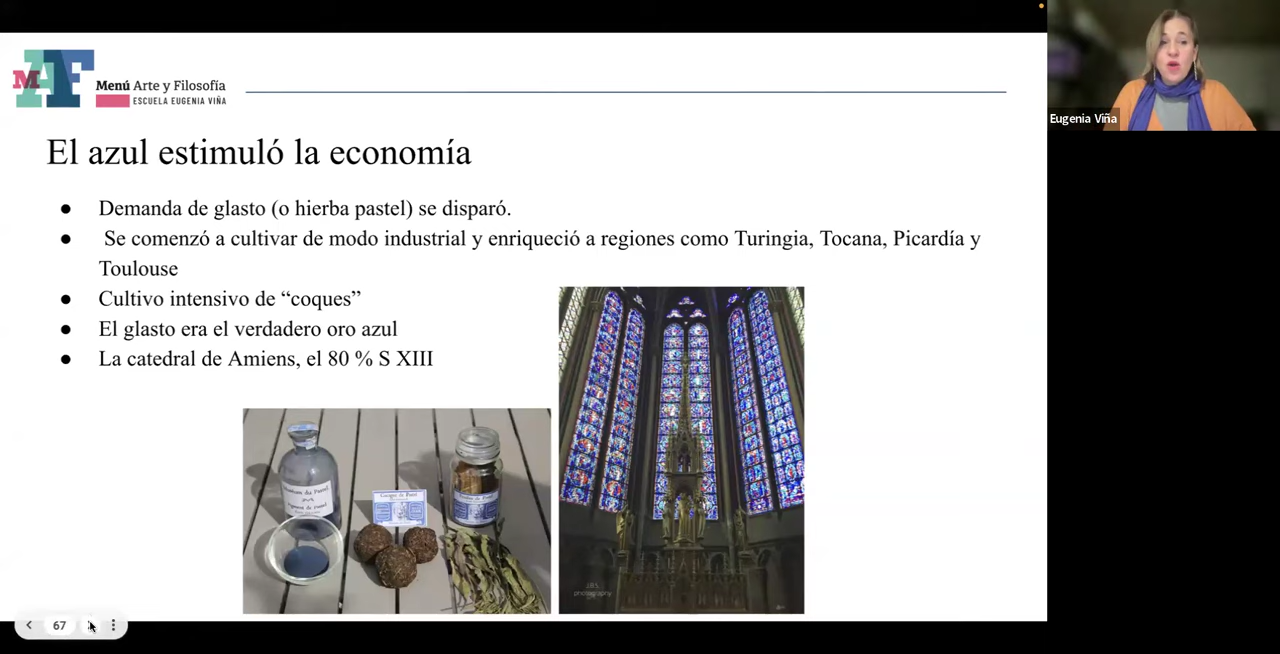 MAF
Menú Arte y Filosofía
ESCUELA EUGENIA VIÑA
Eugenia Viña
El azul estimuló la economía
● Demanda de glasto (o hierba pastel) se disparó.
● Se comenzó a cultivar de modo industrial y enriqueció a regiones como Turingia, Tocana, Picardía y
Toulouse
● Cultivo intensivo de “coques”
● El glasto era el verdadero oro azul
● La catedral de Amiens, el 80 % S XIII
photography
67